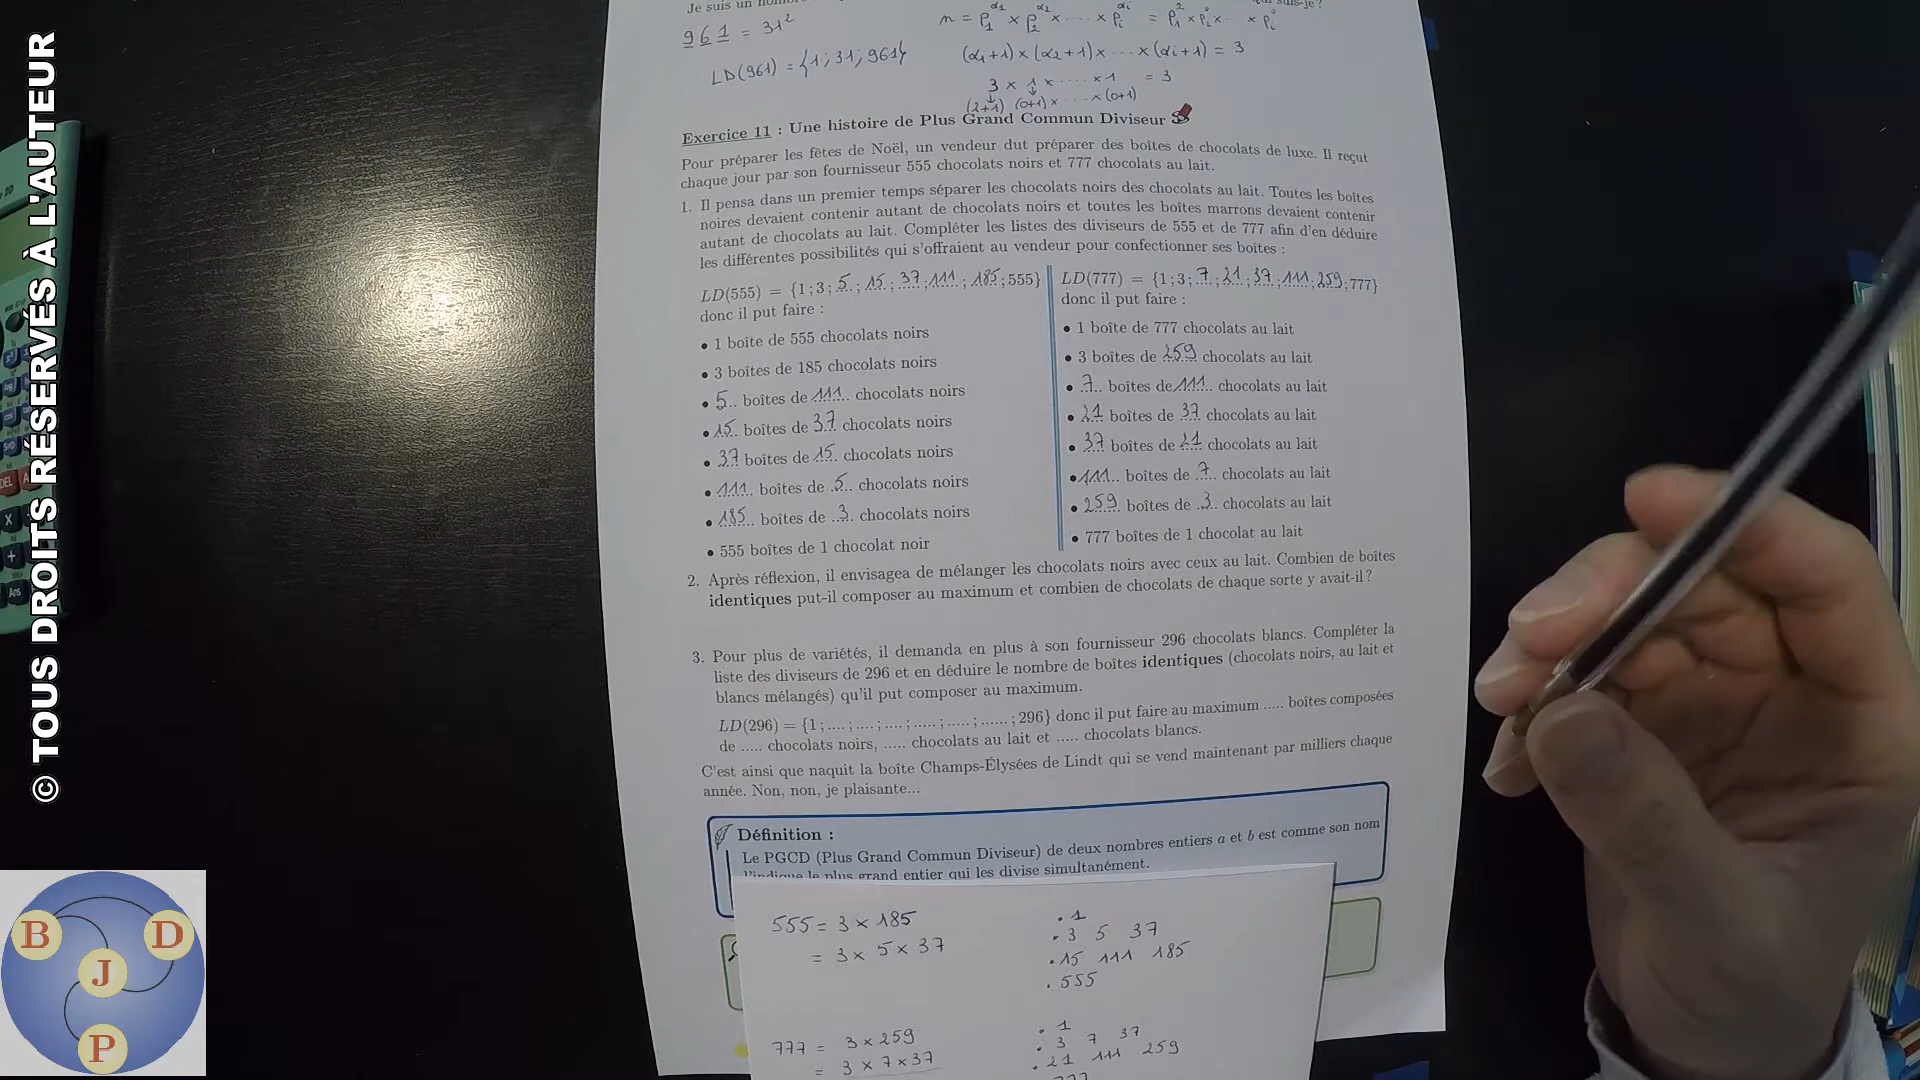 Je suis un
suis-je ?
961 = 31²
n = p₁^α₁ × p₂^α₂ × ..... × pᵢ^αᵢ = p₁² × p₂⁰ × .. × pᵢ⁰
LD(961) = {1 ; 31 ; 961}
(α₁+1) × (α₂+1) × ... × (αi+1) = 3
3 × 1 × ...... × 1 = 3
(2+1) (0+1) × ..... × (0+1)
Exercice 11 : Une histoire de Plus Grand Commun Diviseur
Pour préparer les fêtes de Noël, un vendeur dut préparer des boîtes de chocolats de luxe. Il reçut
chaque jour par son fournisseur 555 chocolats noirs et 777 chocolats au lait.
1. Il pensa dans un premier temps séparer les chocolats noirs des chocolats au lait. Toutes les boîtes
noires devaient contenir autant de chocolats noirs et toutes les boîtes marrons devaient contenir
autant de chocolats au lait. Compléter les listes des diviseurs de 555 et de 777 afin d'en déduire
les différentes possibilités qui s'offraient au vendeur pour confectionner ses boîtes :
LD(555) = {1 ; 3 ; 5 ; 15 ; 37 ; 111 ; 185 ; 555}
donc il put faire :
• 1 boîte de 555 chocolats noirs
• 3 boîtes de 185 chocolats noirs
• 5 boîtes de 111 chocolats noirs
• 15 boîtes de 37 chocolats noirs
• 37 boîtes de 15 chocolats noirs
• 111 boîtes de 5 chocolats noirs
• 185 boîtes de 3 chocolats noirs
• 555 boîtes de 1 chocolat noir
LD(777) = {1 ; 3 ; 7 ; 21 ; 37 ; 111 ; 259 ; 777}
donc il put faire :
• 1 boîte de 777 chocolats au lait
• 3 boîtes de 259 chocolats au lait
• 7 boîtes de 111 chocolats au lait
• 21 boîtes de 37 chocolats au lait
• 37 boîtes de 21 chocolats au lait
• 111 boîtes de 7 chocolats au lait
• 259 boîtes de 3 chocolats au lait
• 777 boîtes de 1 chocolat au lait
2. Après réflexion, il envisagea de mélanger les chocolats noirs avec ceux au lait. Combien de boîtes
identiques put-il composer au maximum et combien de chocolats de chaque sorte y avait-il ?
3. Pour plus de variétés, il demanda en plus à son fournisseur 296 chocolats blancs. Compléter la
liste des diviseurs de 296 et en déduire le nombre de boîtes identiques (chocolats noirs, au lait et
blancs mélangés) qu'il put composer au maximum.
LD(296) = {1 ; .... ; .... ; .... ; ..... ; ..... ; ...... ; 296} donc il put faire au maximum ..... boîtes composées
de ..... chocolats noirs, ..... chocolats au lait et ..... chocolats blancs.
C'est ainsi que naquit la boîte Champs-Élysées de Lindt qui se vend maintenant par milliers chaque
année. Non, non, je plaisante...
Définition :
Le PGCD (Plus Grand Commun Diviseur) de deux nombres entiers a et b est comme son nom
l'indique le plus grand entier qui les divise simultanément.
555 = 3 × 185
= 3 × 5 × 37
• 1
• 3 5 37
• 15 111 185
• 555
777 = 3 × 259
= 3 × 7 × 37
• 1
• 3 7 37
• 21 111 259
777
© TOUS DROITS RÉSERVÉS À L'AUTEUR
B D
J
P
DEL
X
+
Ans